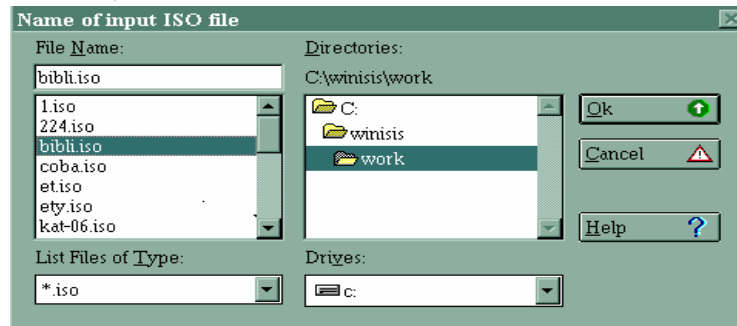 Name of input ISO file
File Name:
bibli.iso
1.iso
224.iso
bibli.iso
coba.iso
et.iso
ety.iso
kat-06.iso
List Files of Type:
*.iso
Directories:
C:\winisis\work
C:
winisis
work
Drives:
c:
Ok
Cancel
Help